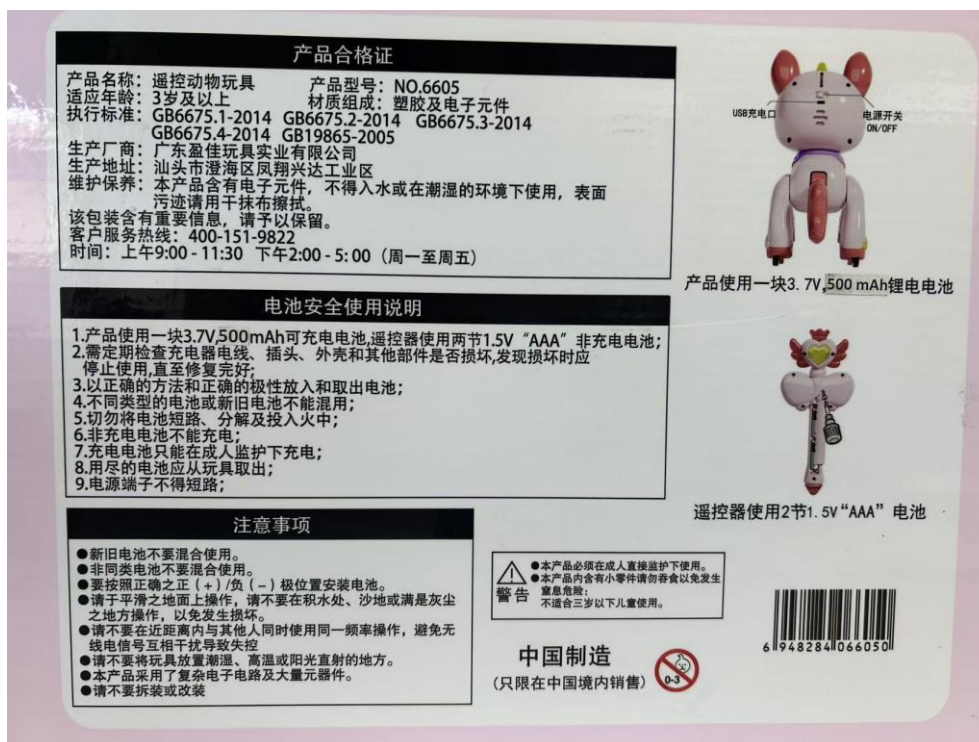 产品合格证
产品名称：遥控动物玩具 产品型号：NO.6605
适应年龄：3岁及以上 材质组成：塑胶及电子元件
执行标准：GB6675.1-2014 GB6675.2-2014 GB6675.3-2014
GB6675.4-2014 GB19865-2005
生产厂商：广东盈佳玩具实业有限公司
生产地址：汕头市澄海区凤翔兴达工业区
维护保养：本产品含有电子元件，不得入水或在潮湿的环境下使用，表面
污迹请用干抹布擦拭。
该包装含有重要信息，请予以保留。
客户服务热线：400-151-9822
时间：上午9:00 - 11:30 下午2:00 - 5:00（周一至周五）
USB充电口
电源开关
ON/OFF
产品使用一块3.7V,500 mAh锂电电池
电池安全使用说明
1.产品使用一块3.7V,500mAh可充电电池,遥控器使用两节1.5V“AAA”非充电电池；
2.需定期检查充电器电线、插头、外壳和其他部件是否损坏,发现损坏时应
停止使用,直至修复完好；
3.以正确的方法和正确的极性放入和取出电池；
4.不同类型的电池或新旧电池不能混用；
5.切勿将电池短路、分解及投入火中；
6.非充电电池不能充电；
7.充电电池只能在成人监护下充电；
8.用尽的电池应从玩具取出；
9.电源端子不得短路；
遥控器使用2节1.5V“AAA”电池
注意事项
●新旧电池不要混合使用。
●非同类电池不要混合使用。
●要按照正确之正（+）/负（-）极位置安装电池。
●请于平滑之地面上操作，请不要在积水处、沙地或满是灰尘
之地方操作，以免发生损坏。
●请不要在近距离内与其他人同时使用同一频率操作，避免无
线电信号互相干扰导致失控
●请不要将玩具放置潮湿、高温或阳光直射的地方。
●本产品采用了复杂电子电路及大量元器件。
●请不要拆装或改装
警告
●本产品必须在成人直接监护下使用。
●本产品内含有小零件请勿吞食以免发生
窒息危险；
不适合三岁以下儿童使用。
中国制造
（只限在中国境内销售）
0-3
6 948284 066050